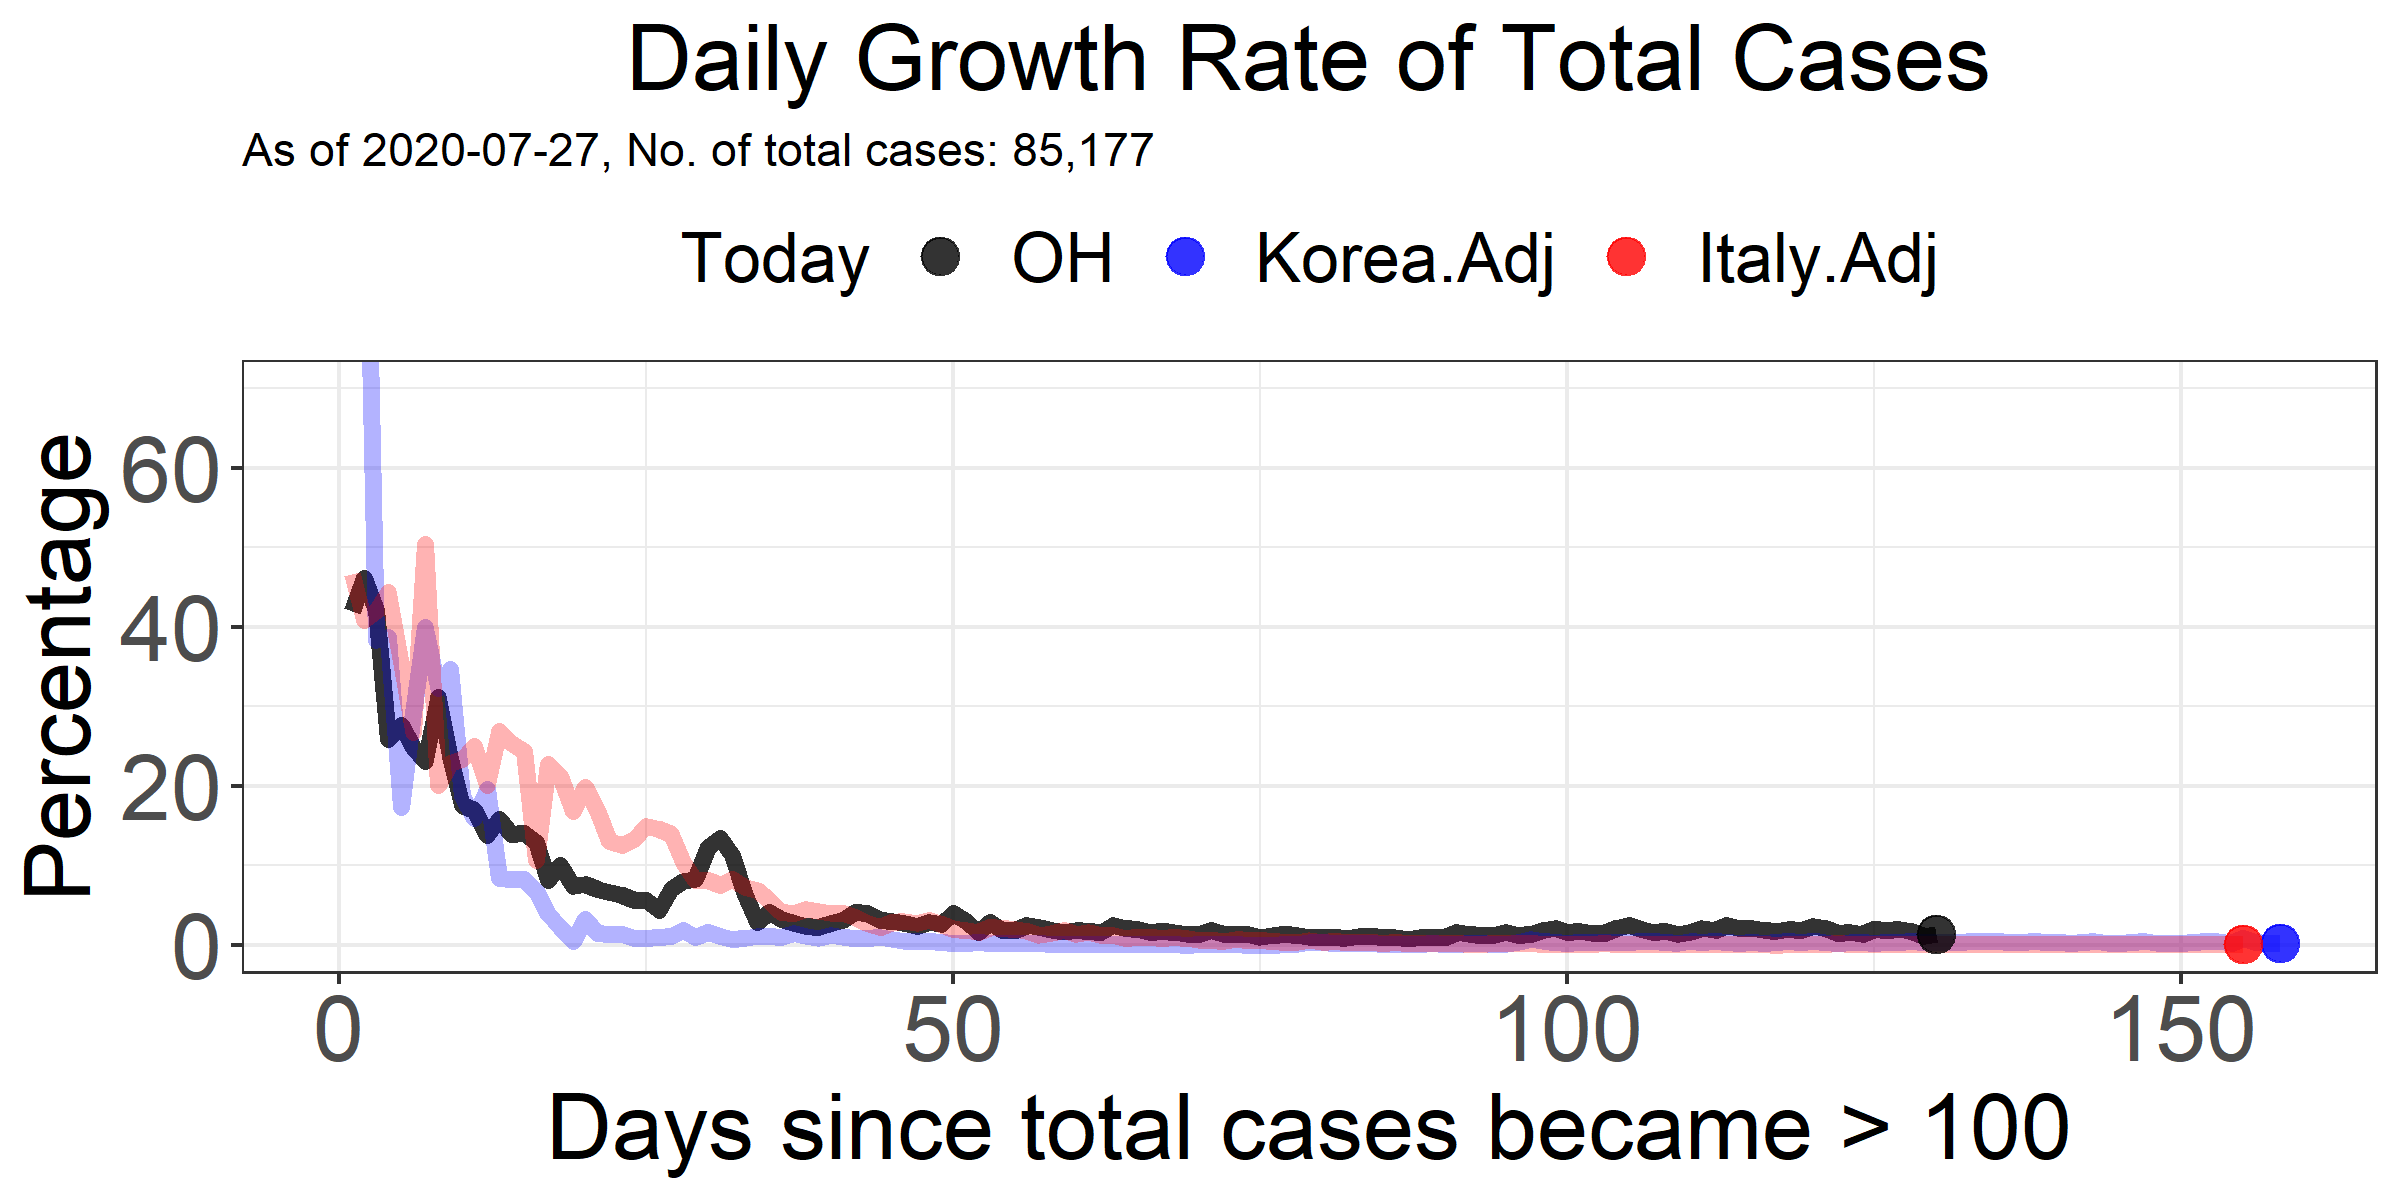 Daily Growth Rate of Total Cases
As of 2020-07-27, No. of total cases: 85,177
Today OH Korea.Adj Italy.Adj
Percentage
60
40
20
0
0 50 100 150
Days since total cases became > 100